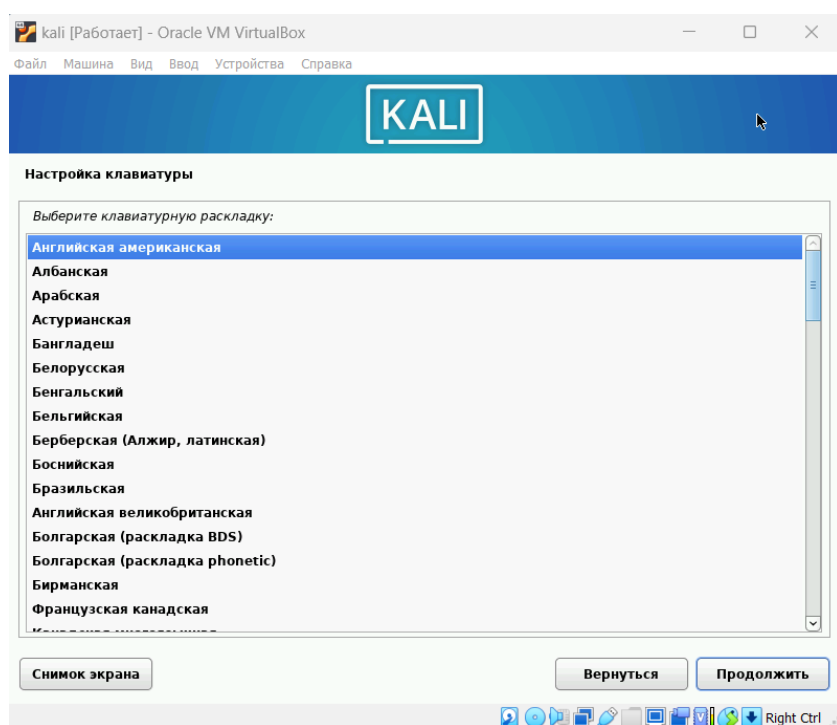 kali [Работает] - Oracle VM VirtualBox
Файл Машина Вид Ввод Устройства Справка
KALI
Настройка клавиатуры
Выберите клавиатурную раскладку:
Английская американская
Албанская
Арабская
Астурианская
Бангладеш
Белорусская
Бенгальский
Бельгийская
Берберская (Алжир, латинская)
Боснийская
Бразильская
Английская великобританская
Болгарская (раскладка BDS)
Болгарская (раскладка phonetic)
Бирманская
Французская канадская
Снимок экрана Вернуться Продолжить
Right Ctrl